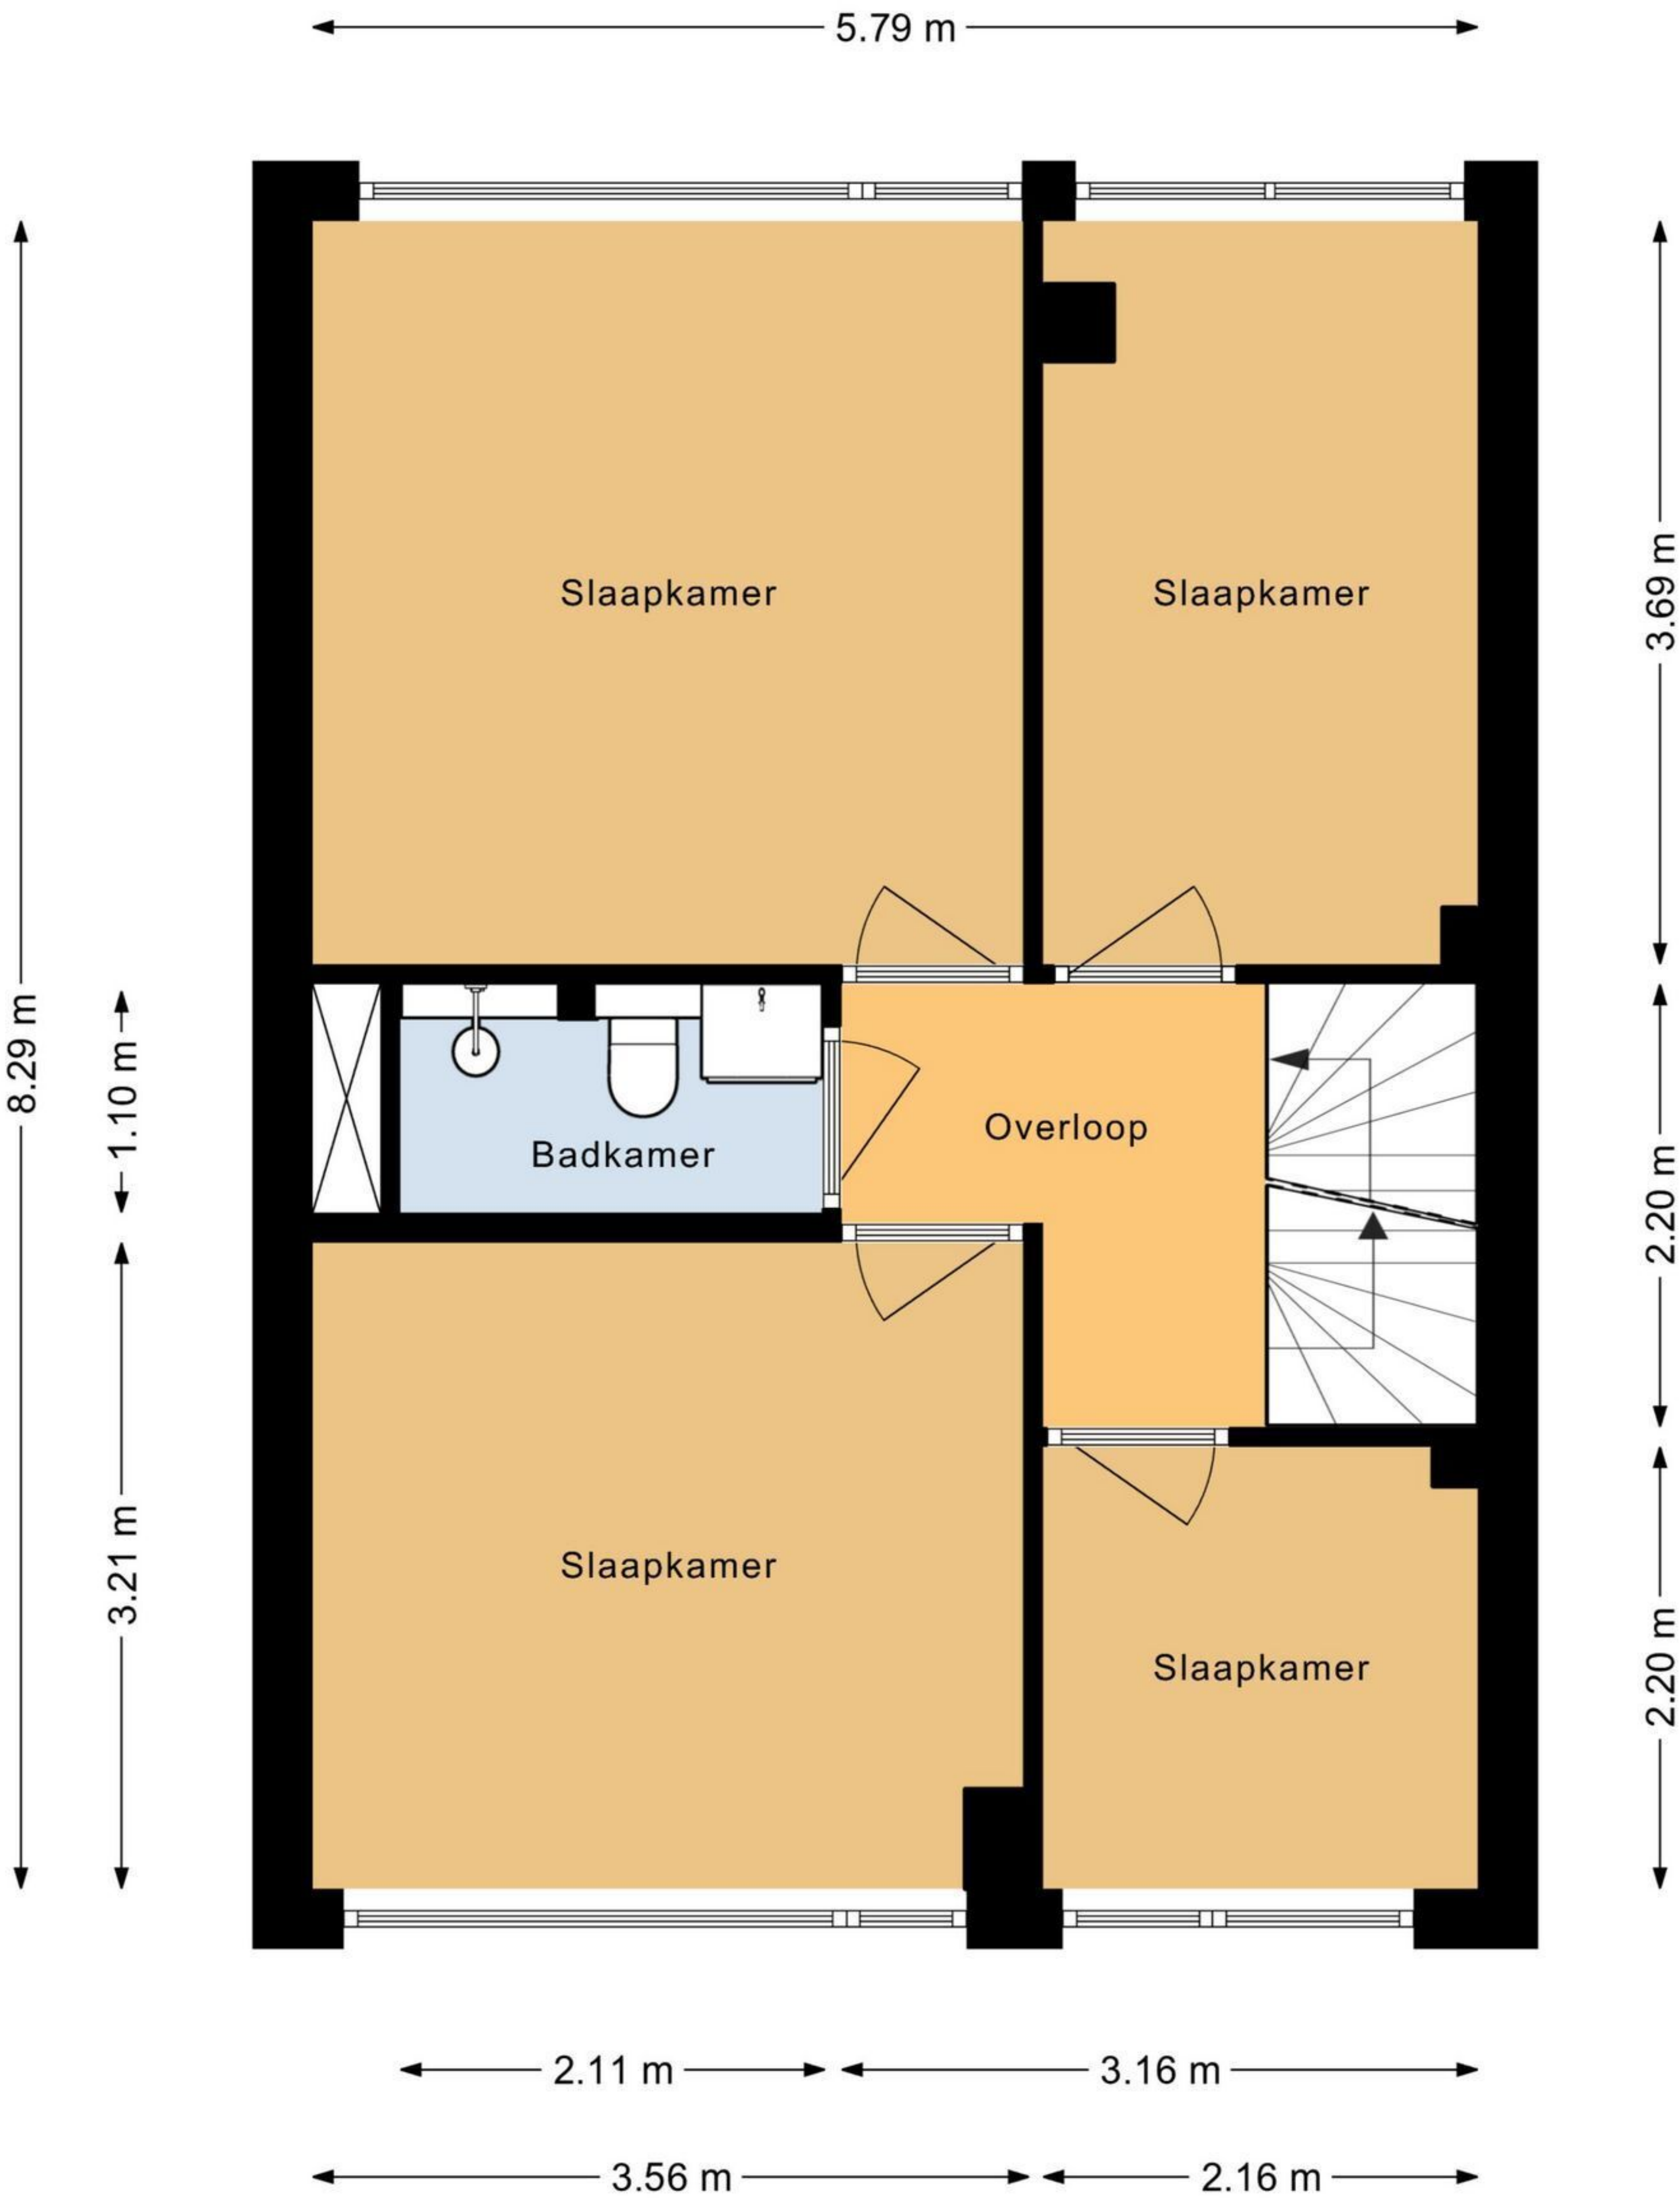 5.79 m
Slaapkamer
Slaapkamer
3.69 m
8.29 m
1.10 m
Badkamer
Overloop
2.20 m
3.21 m
Slaapkamer
Slaapkamer
2.20 m
2.11 m
3.16 m
3.56 m
2.16 m